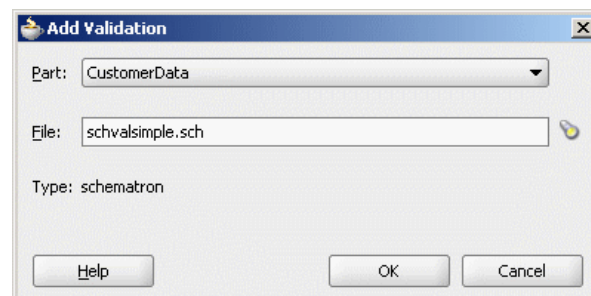 Add Validation
Part: CustomerData
File: schvalsimple.sch
Type: schematron
Help OK Cancel